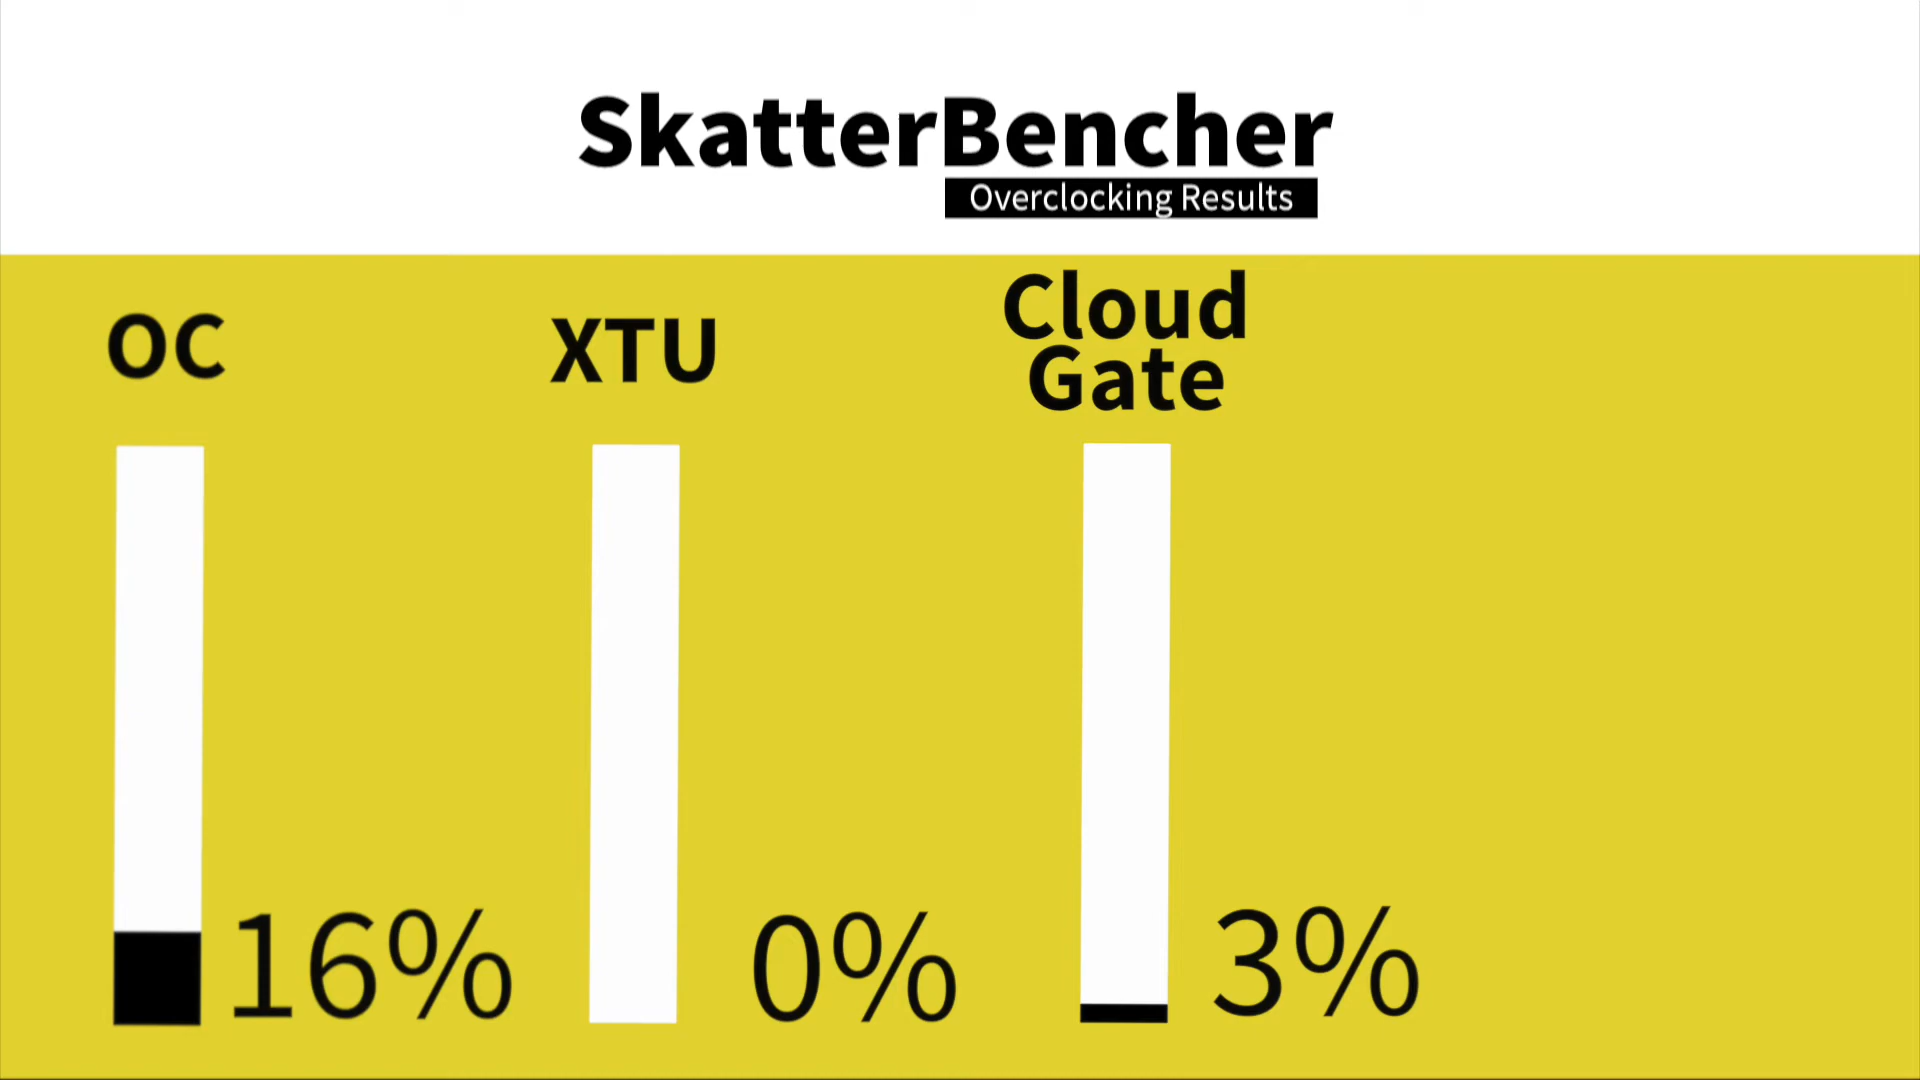 SkatterBencher
Overclocking Results
OC
XTU
Cloud
Gate
16%
0%
3%